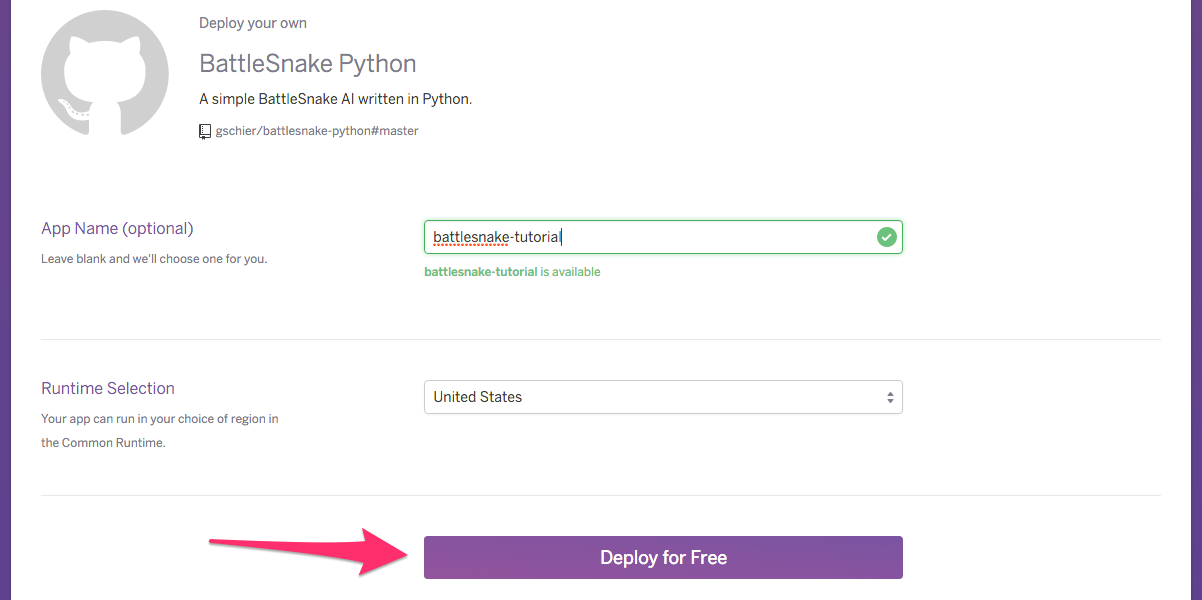 Deploy your own
BattleSnake Python
A simple BattleSnake AI written in Python.
gschier/battlesnake-python#master
App Name (optional)
Leave blank and we'll choose one for you.
battlesnake-tutorial
battlesnake-tutorial is available
Runtime Selection
Your app can run in your choice of region in
the Common Runtime.
United States
Deploy for Free